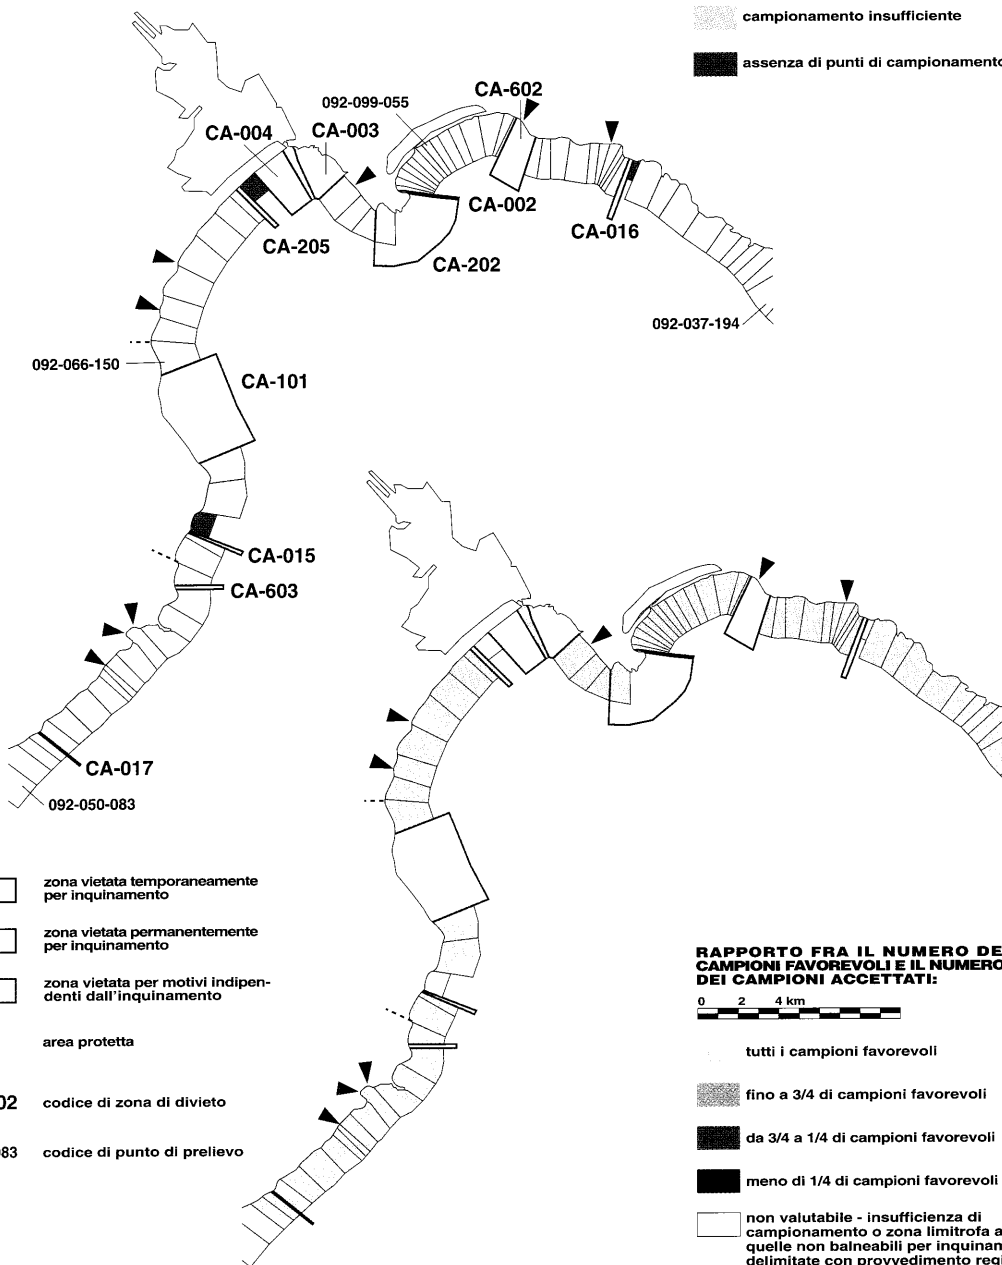 campionamento insufficiente
assenza di punti di campionamento
CA-602
092-099-055
CA-004
CA-003
CA-002
CA-016
CA-205
CA-202
092-037-194
092-066-150
CA-101
CA-015
CA-603
CA-017
092-050-083
zona vietata temporaneamente
per inquinamento
zona vietata permanentemente
per inquinamento
zona vietata per motivi indipen-
denti dall'inquinamento
area protetta
02 codice di zona di divieto
83 codice di punto di prelievo
RAPPORTO FRA IL NUMERO DE
CAMPIONI FAVOREVOLI E IL NUMERO
DEI CAMPIONI ACCETTATI:
0 2 4 km
tutti i campioni favorevoli
fino a 3/4 di campioni favorevoli
da 3/4 a 1/4 di campioni favorevoli
meno di 1/4 di campioni favorevoli
non valutabile - insufficienza di
campionamento o zona limitrofa a
quelle non balneabili per inquinam
delimitate con provvedimento regi